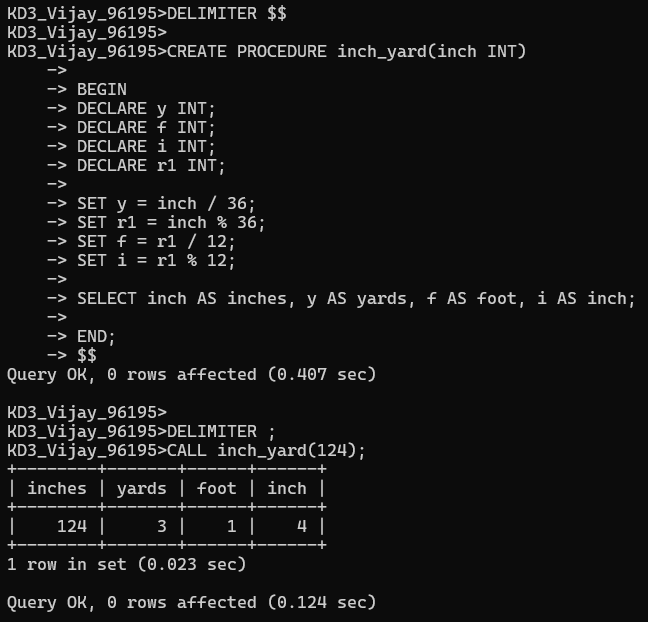 KD3_Vijay_96195>DELIMITER $$
KD3_Vijay_96195>
KD3_Vijay_96195>CREATE PROCEDURE inch_yard(inch INT)
    ->
    -> BEGIN
    -> DECLARE y INT;
    -> DECLARE f INT;
    -> DECLARE i INT;
    -> DECLARE r1 INT;
    ->
    -> SET y = inch / 36;
    -> SET r1 = inch % 36;
    -> SET f = r1 / 12;
    -> SET i = r1 % 12;
    ->
    -> SELECT inch AS inches, y AS yards, f AS foot, i AS inch;
    ->
    -> END;
    -> $$
Query OK, 0 rows affected (0.407 sec)

KD3_Vijay_96195>
KD3_Vijay_96195>DELIMITER ;
KD3_Vijay_96195>CALL inch_yard(124);
+--------+-------+------+------+
| inches | yards | foot | inch |
+--------+-------+------+------+
|    124 |     3 |    1 |    4 |
+--------+-------+------+------+
1 row in set (0.023 sec)

Query OK, 0 rows affected (0.124 sec)